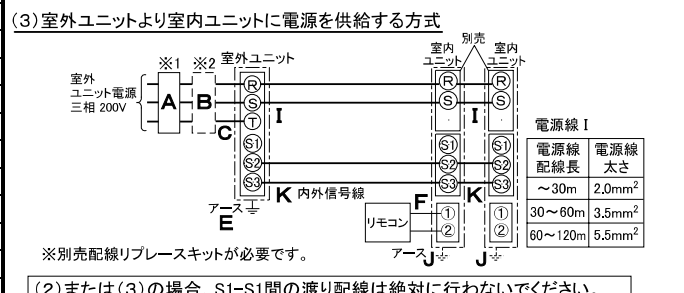 (3)室外ユニットより室内ユニットに電源を供給する方式
※1 ※2 室外ユニット
別売
室内ユニット
室内ユニット
室外
ユニット電源
三相 200V
A
B
C
R
S
T
S1
S2
S3
I
K 内外信号線
アース
E
R
S
S1
S2
S3
I
K
R
S
S1
S2
S3
F
リモコン
①
②
①
②
アース
J
J
電源線 I
電源線配線長 電源線太さ
～30m 2.0mm²
30～60m 3.5mm²
60～120m 5.5mm²
※別売配線リプレースキットが必要です。
(2)または(3)の場合、S1-S1間の渡り配線は絶対に行わないでください。